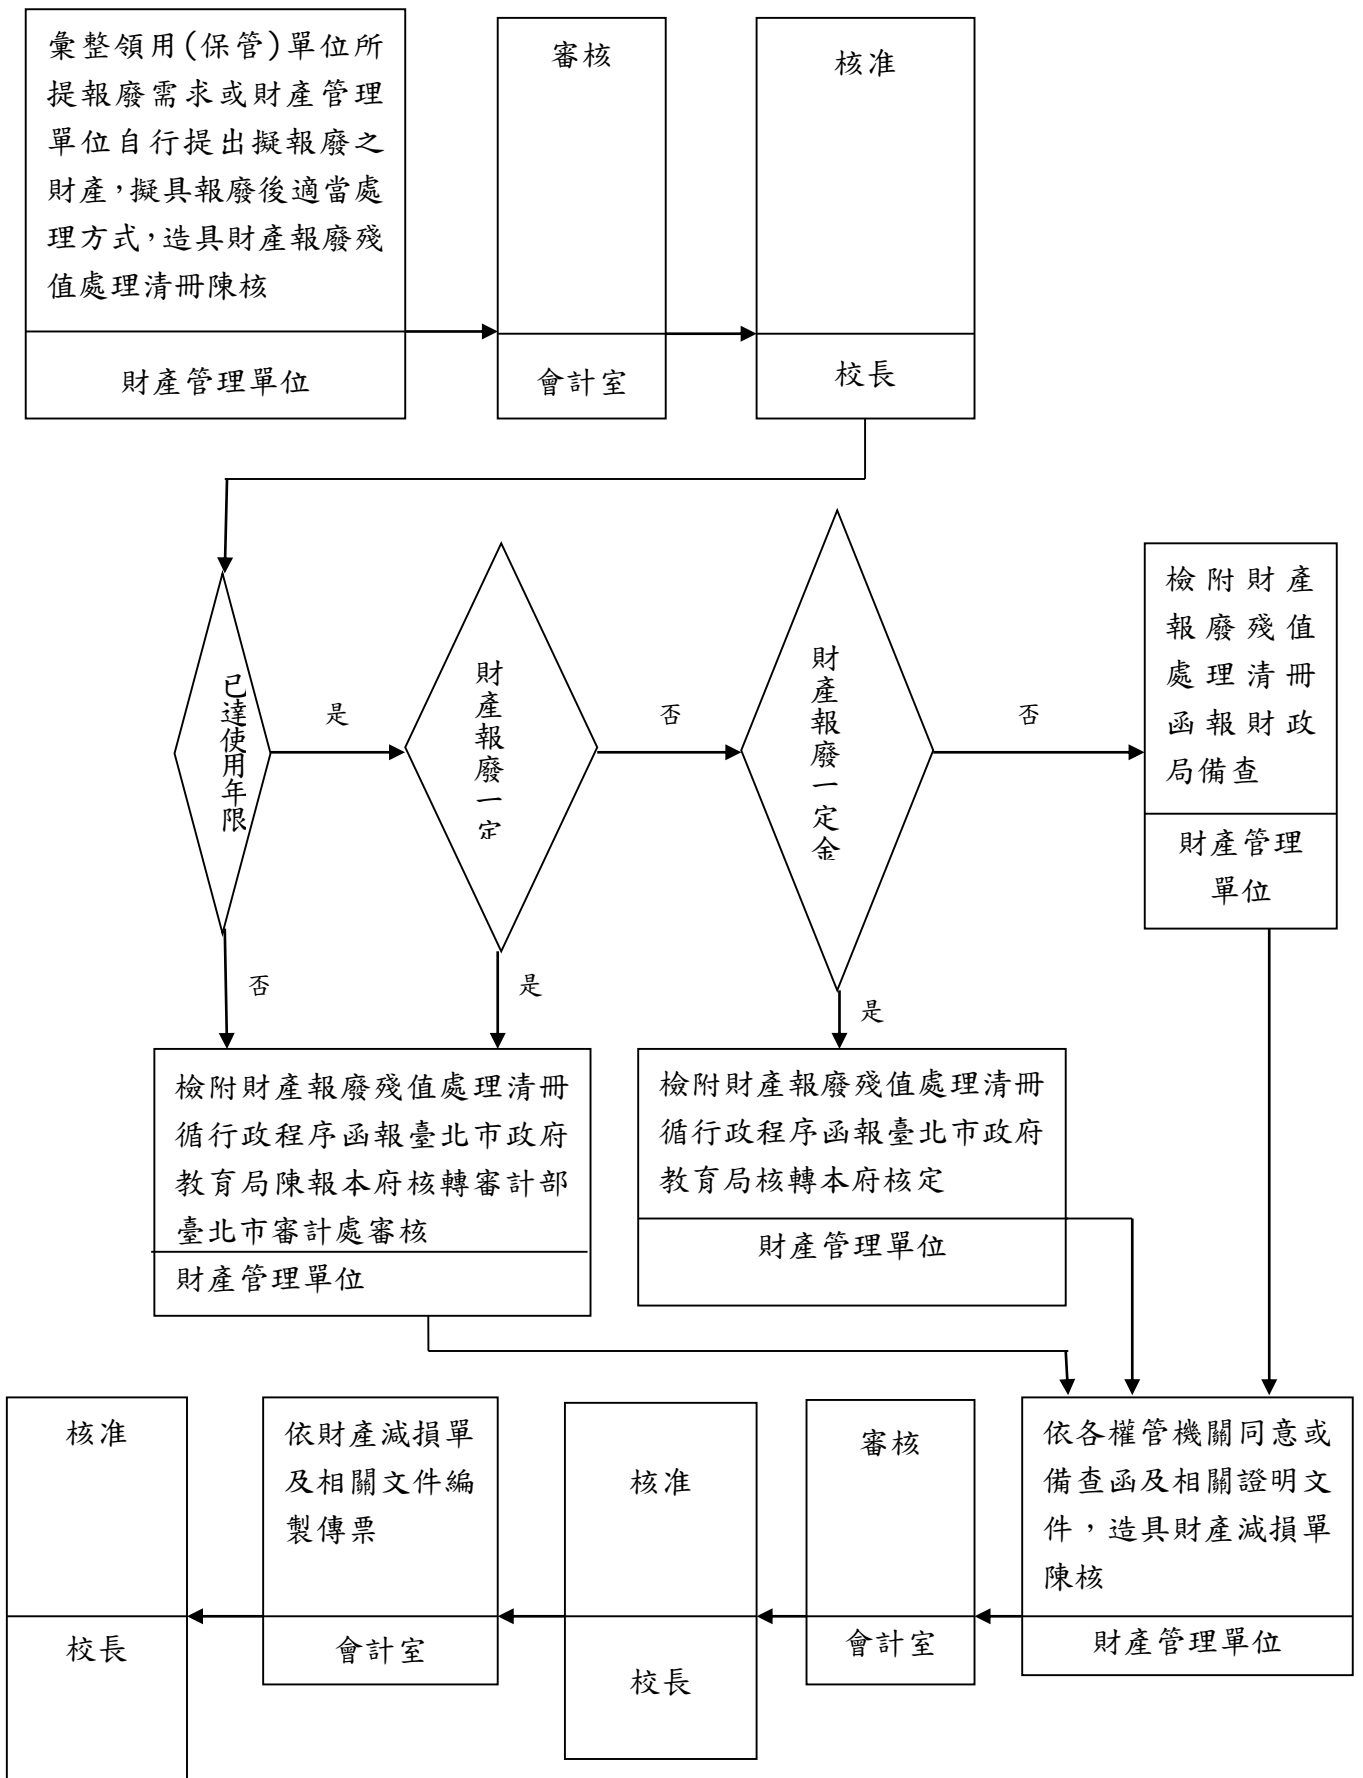 彙整領用(保管)單位所
提報廢需求或財產管理
單位自行提出擬報廢之
財產，擬具報廢後適當處
理方式，造具財產報廢殘
值處理清冊陳核
財產管理單位
審核
會計室
核准
校長
已達使用年限
是
否
財產報廢一定
否
是
財產報廢一定金
否
是
檢附財產
報廢殘值
處理清冊
函報財政
局備查
財產管理
單位
檢附財產報廢殘值處理清冊
循行政程序函報臺北市政府
教育局陳報本府核轉審計部
臺北市審計處審核
財產管理單位
檢附財產報廢殘值處理清冊
循行政程序函報臺北市政府
教育局核轉本府核定
財產管理單位
依各權管機關同意或
備查函及相關證明文
件，造具財產減損單
陳核
財產管理單位
審核
會計室
核准
校長
依財產減損單
及相關文件編
製傳票
會計室
核准
校長